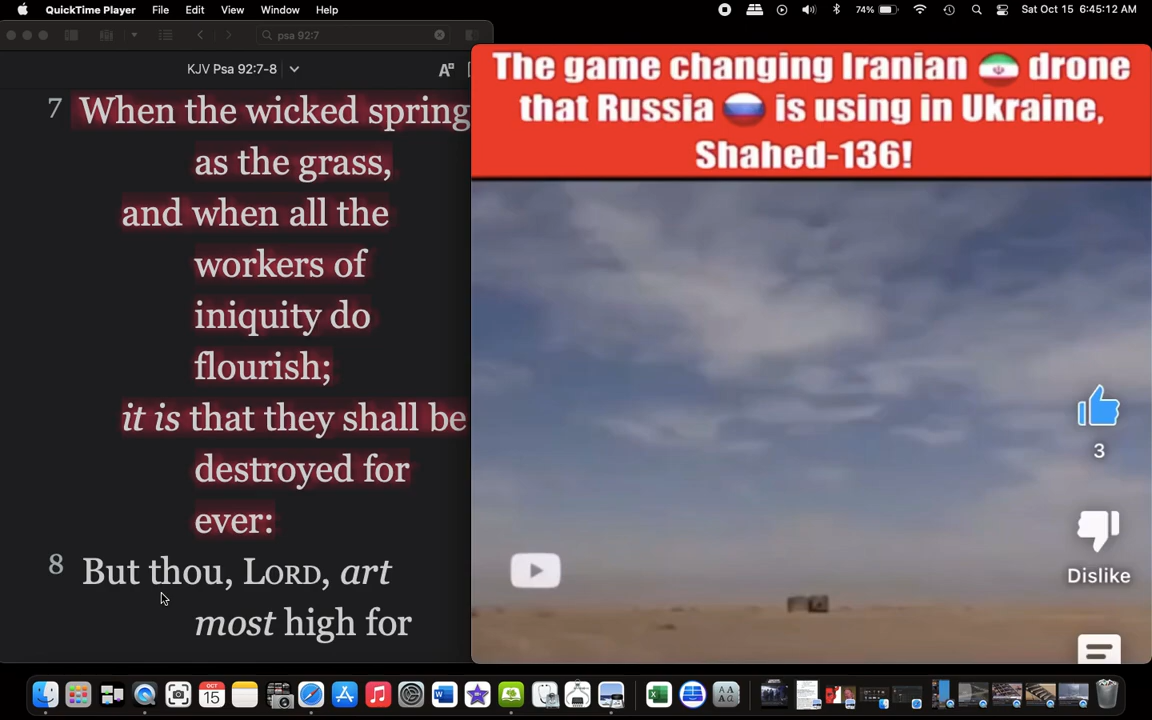 QuickTime Player File Edit View Window Help
74% Sat Oct 15 6:45:12 AM
psa 92:7
KJV Psa 92:7-8
A
7 When the wicked spring
as the grass,
and when all the
workers of
iniquity do
flourish;
it is that they shall be
destroyed for
ever:
8 But thou, LORD, art
most high for
The game changing Iranian 🇮🇷 drone
that Russia 🇷🇺 is using in Ukraine,
Shahed-136!
3
Dislike
OCT
15